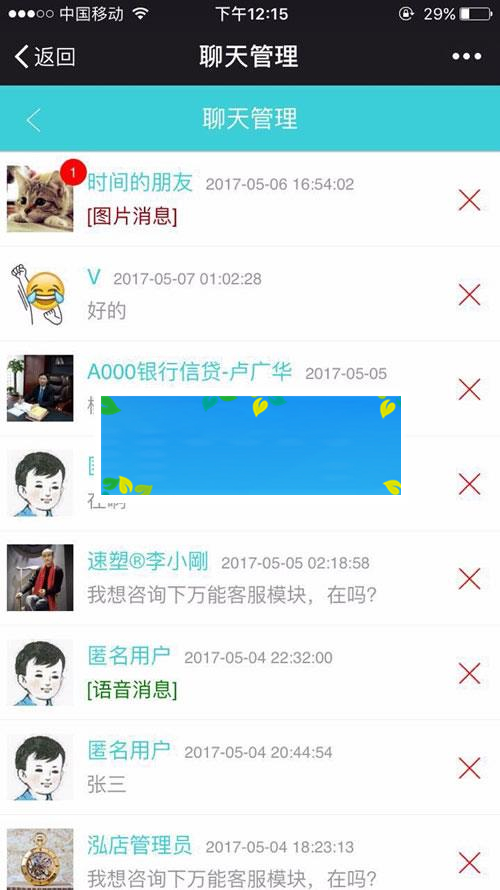 中国移动
下午12:15
29%
返回
聊天管理
聊天管理
1
时间的朋友 2017-05-06 16:54:02
[图片消息]
V 2017-05-07 01:02:28
好的
A000银行信贷-卢广华 2017-05-05
速塑®李小剛 2017-05-05 02:18:58
我想咨询下万能客服模块，在吗?
匿名用户 2017-05-04 22:32:00
[语音消息]
匿名用户 2017-05-04 20:44:54
张三
泓店管理员 2017-05-04 18:23:13
我想咨询下万能客服模块，在吗?